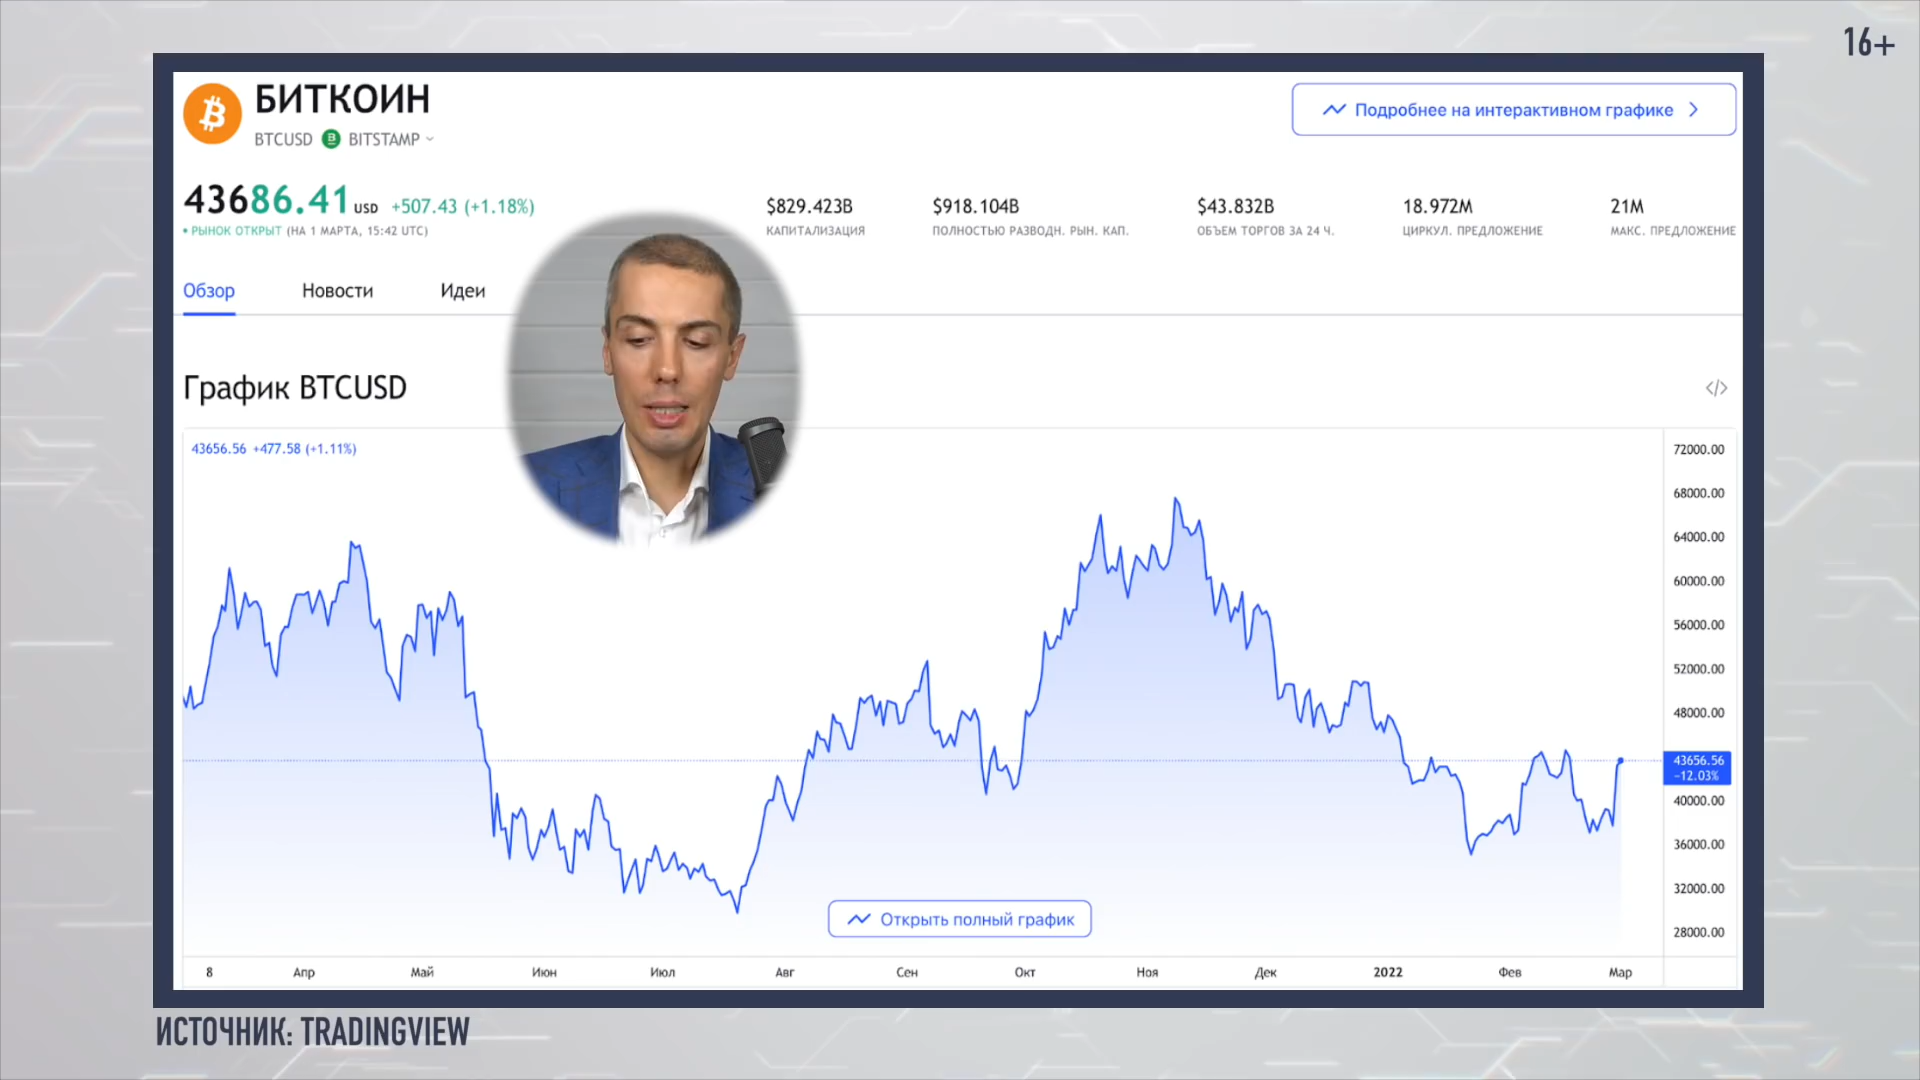 16+
БИТКОИН
BTCUSD B BITSTAMP
Подробнее на интерактивном графике
43686.41 USD +507.43 (+1.18%)
• РЫНОК ОТКРЫТ (НА 1 МАРТА, 15:42 UTC)
$829.423B $918.104B $43.832B 18.972M 21M
КАПИТАЛИЗАЦИЯ ПОЛНОСТЬЮ РАЗВОДН. РЫН. КАП. ОБЪЕМ ТОРГОВ ЗА 24 Ч. ЦИРКУЛ. ПРЕДЛОЖЕНИЕ МАКС. ПРЕДЛОЖЕНИЕ
Обзор Новости Идеи
График BTCUSD
</>
43656.56 +477.58 (+1.11%)
72000.00
68000.00
64000.00
60000.00
56000.00
52000.00
48000.00
43656.56
−12.03%
40000.00
36000.00
32000.00
28000.00
Открыть полный график
8 Апр Май Июн Июл Авг Сен Окт Ноя Дек 2022 Фев Мар
ИСТОЧНИК: TRADINGVIEW